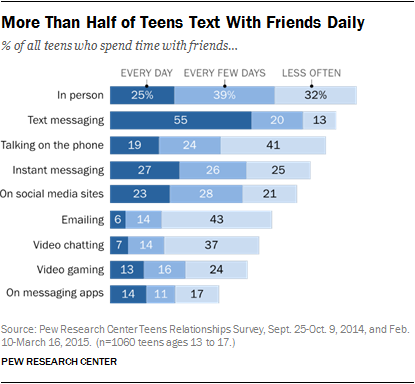 More Than Half of Teens Text With Friends Daily
% of all teens who spend time with friends...
EVERY DAY EVERY FEW DAYS LESS OFTEN
In person 25% 39% 32%
Text messaging 55 20 13
Talking on the phone 19 24 41
Instant messaging 27 26 25
On social media sites 23 28 21
Emailing 6 14 43
Video chatting 7 14 37
Video gaming 13 16 24
On messaging apps 14 11 17
Source: Pew Research Center Teens Relationships Survey, Sept. 25-Oct. 9, 2014, and Feb.
10-March 16, 2015. (n=1060 teens ages 13 to 17.)
PEW RESEARCH CENTER